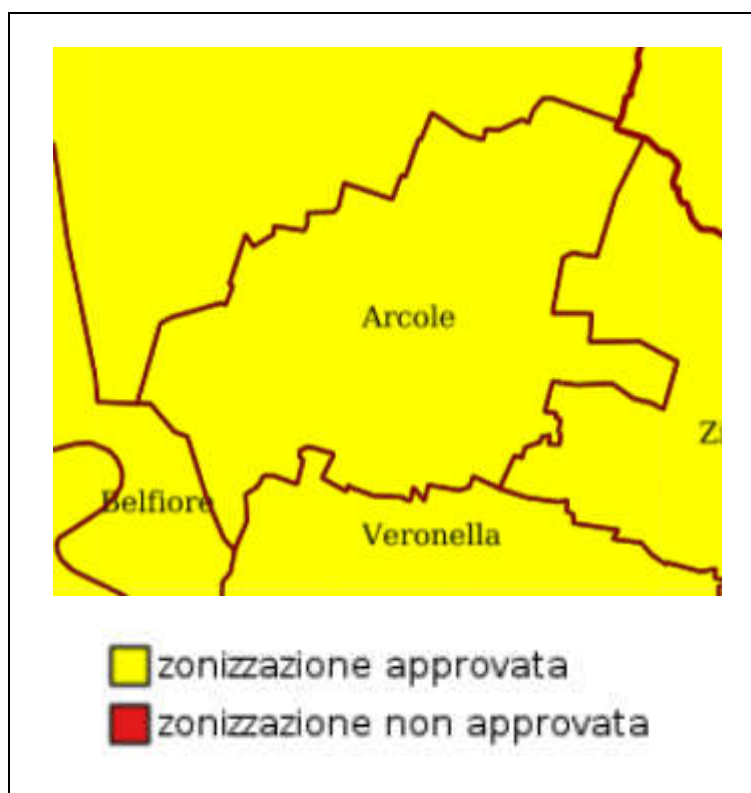 Arcole
Belfiore
Veronella
zonizzazione approvata
zonizzazione non approvata